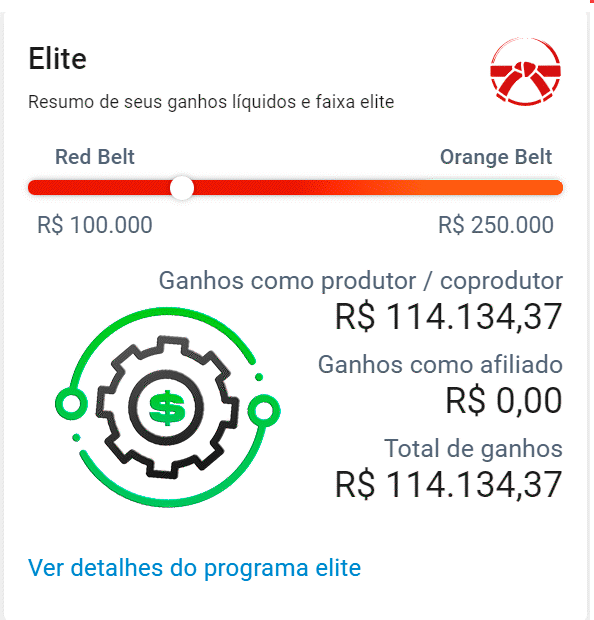 Elite
Resumo de seus ganhos líquidos e faixa elite
Red Belt Orange Belt
R$ 100.000 R$ 250.000
Ganhos como produtor / coprodutor
R$ 114.134,37
Ganhos como afiliado
R$ 0,00
Total de ganhos
R$ 114.134,37
$
Ver detalhes do programa elite